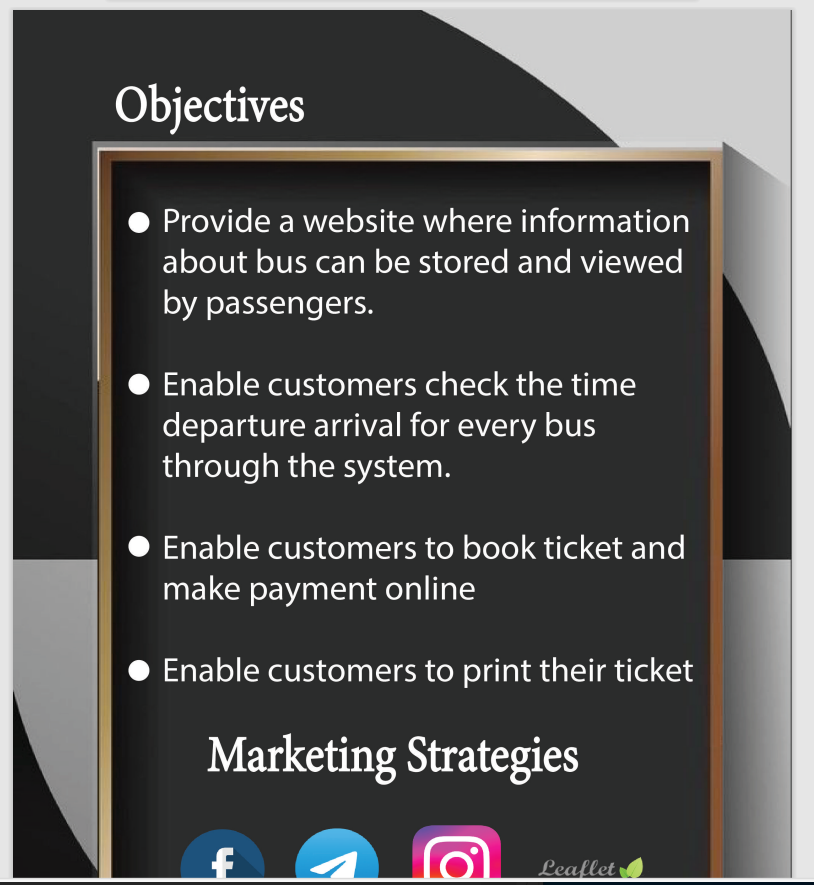 Objectives
● Provide a website where information
about bus can be stored and viewed
by passengers.
● Enable customers check the time
departure arrival for every bus
through the system.
● Enable customers to book ticket and
make payment online
● Enable customers to print their ticket
Marketing Strategies
Leaflet